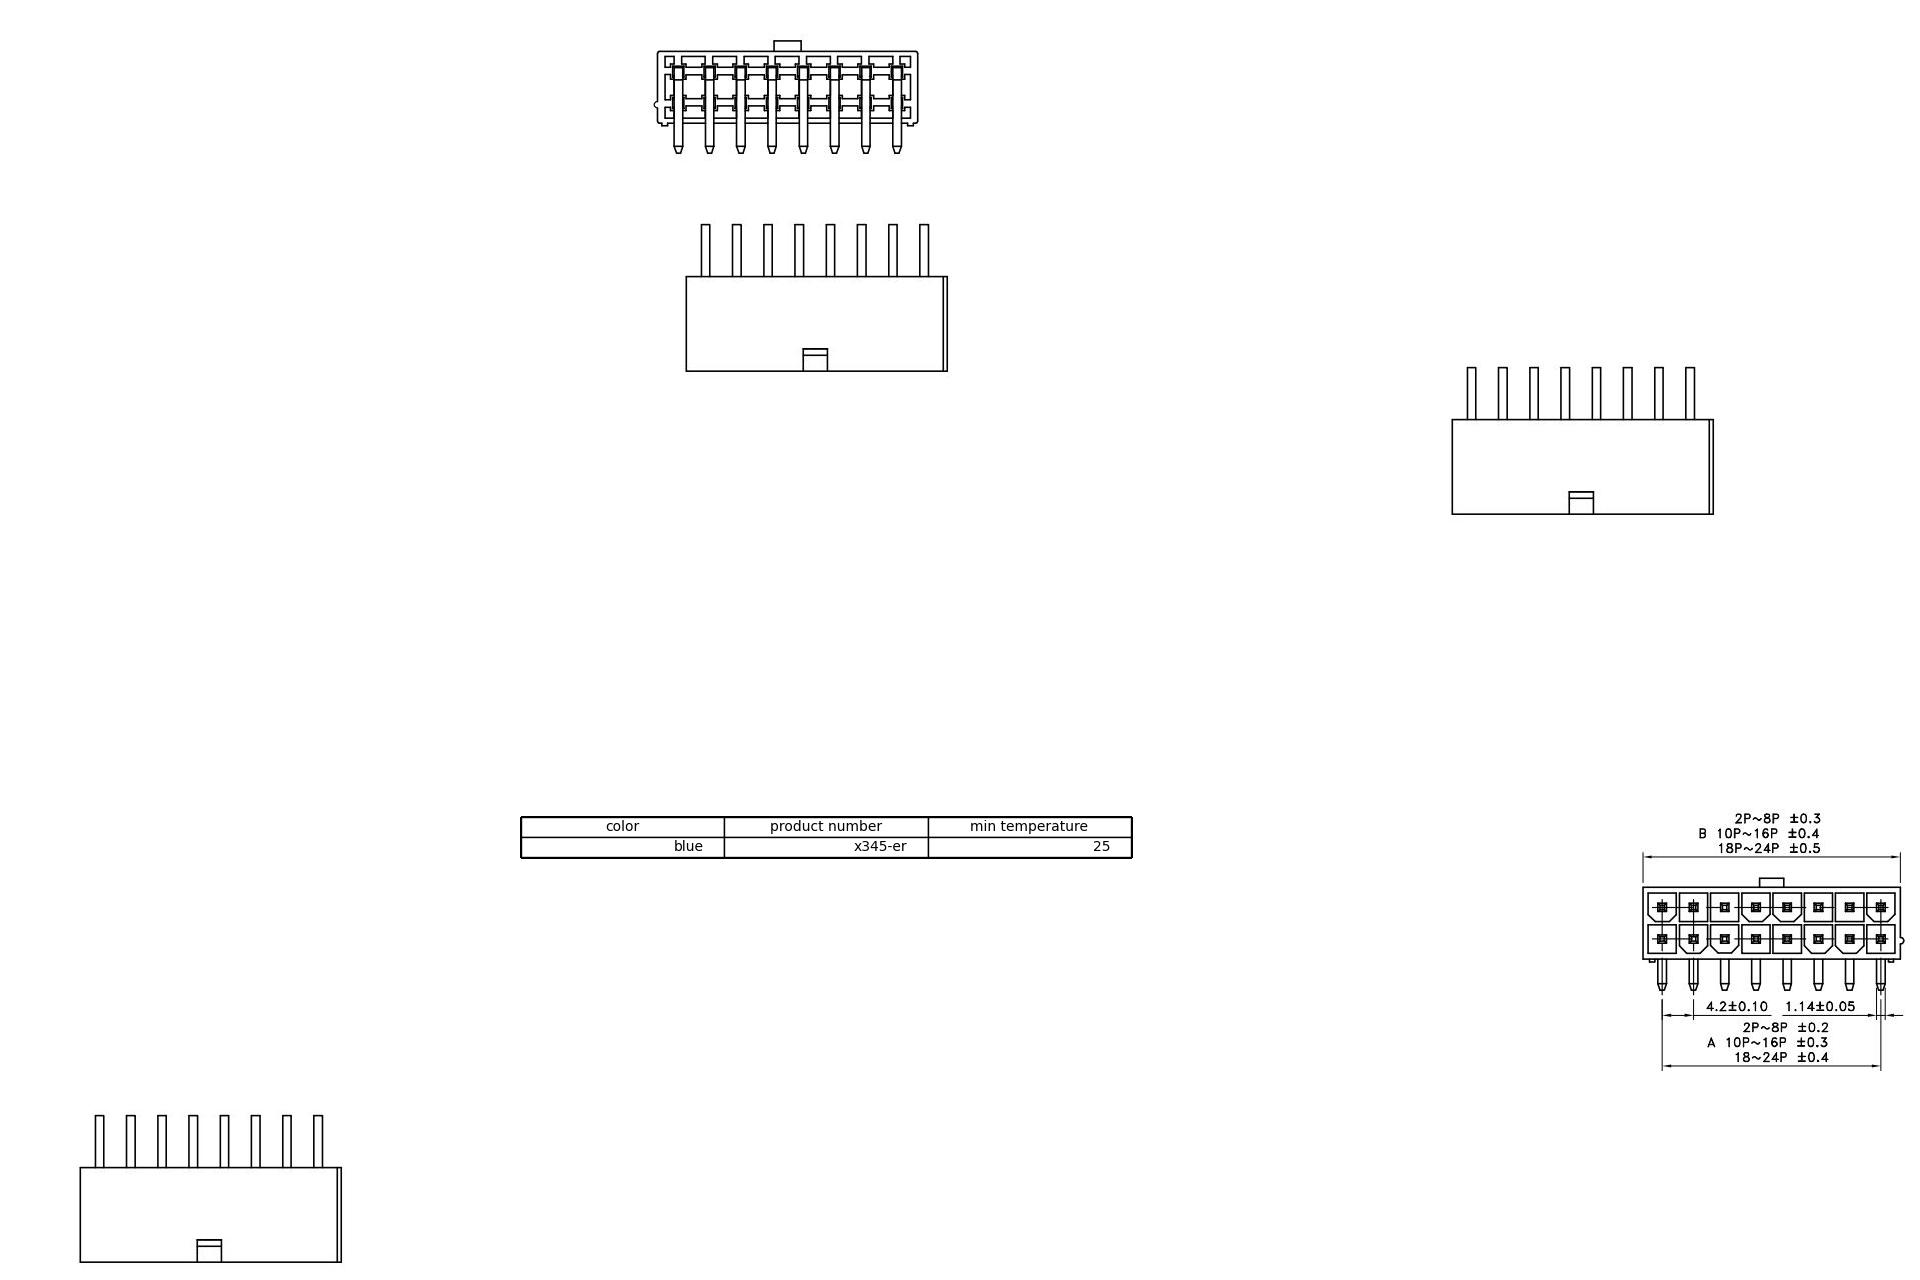 color product number min temperature
blue x345-er 25
2P~8P ±0.3
B 10P~16P ±0.4
18P~24P ±0.5
4.2±0.10 1.14±0.05
2P~8P ±0.2
A 10P~16P ±0.3
18~24P ±0.4